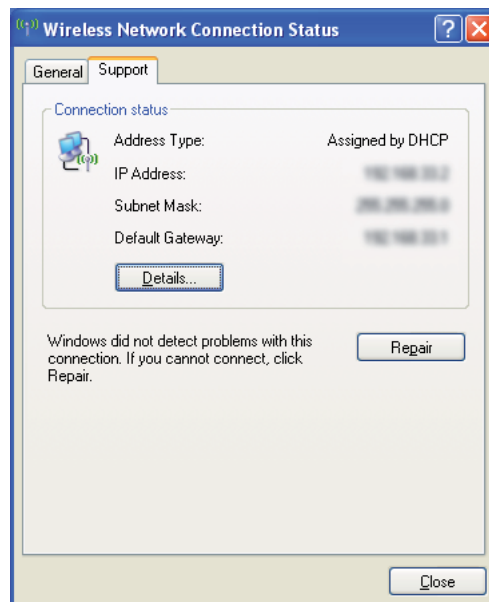 Wireless Network Connection Status
General Support
Connection status
Address Type: Assigned by DHCP
IP Address:
Subnet Mask:
Default Gateway:
Details...
Windows did not detect problems with this
connection. If you cannot connect, click
Repair.
Repair
Close